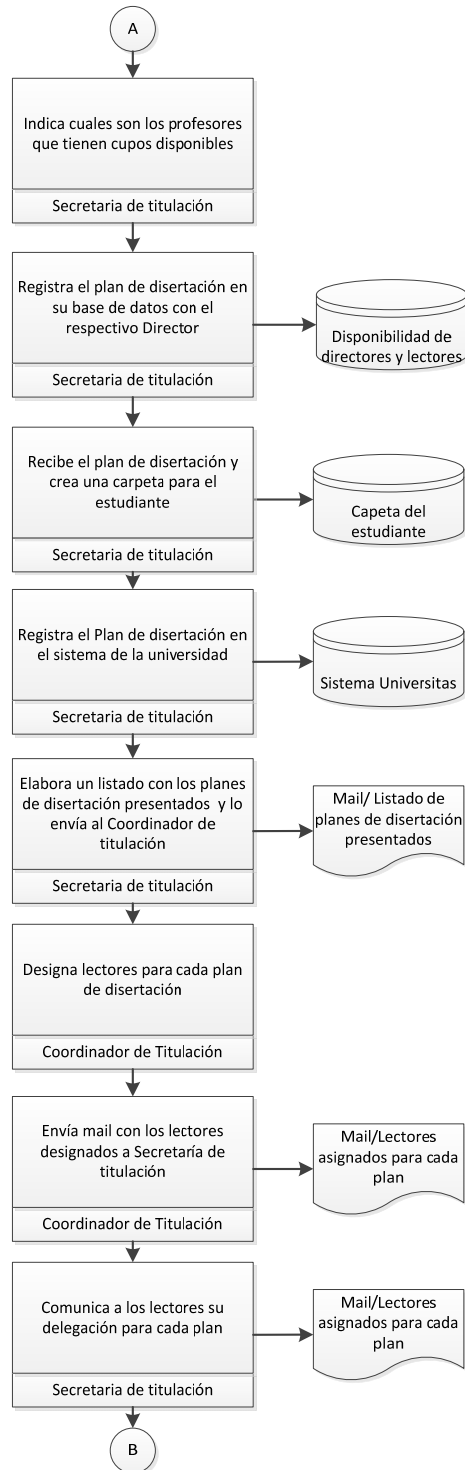 A
Indica cuales son los profesores
que tienen cupos disponibles
Secretaria de titulación
Registra el plan de disertación en
su base de datos con el
respectivo Director
Secretaria de titulación
Disponibilidad de
directores y lectores
Recibe el plan de disertación y
crea una carpeta para el
estudiante
Secretaria de titulación
Capeta del
estudiante
Registra el Plan de disertación en
el sistema de la universidad
Secretaria de titulación
Sistema Universitas
Elabora un listado con los planes
de disertación presentados y lo
envía al Coordinador de
titulación
Secretaria de titulación
Mail/ Listado de
planes de disertación
presentados
Designa lectores para cada plan
de disertación
Coordinador de Titulación
Envía mail con los lectores
designados a Secretaría de
titulación
Coordinador de Titulación
Mail/Lectores
asignados para cada
plan
Comunica a los lectores su
delegación para cada plan
Secretaria de titulación
Mail/Lectores
asignados para cada
plan
B